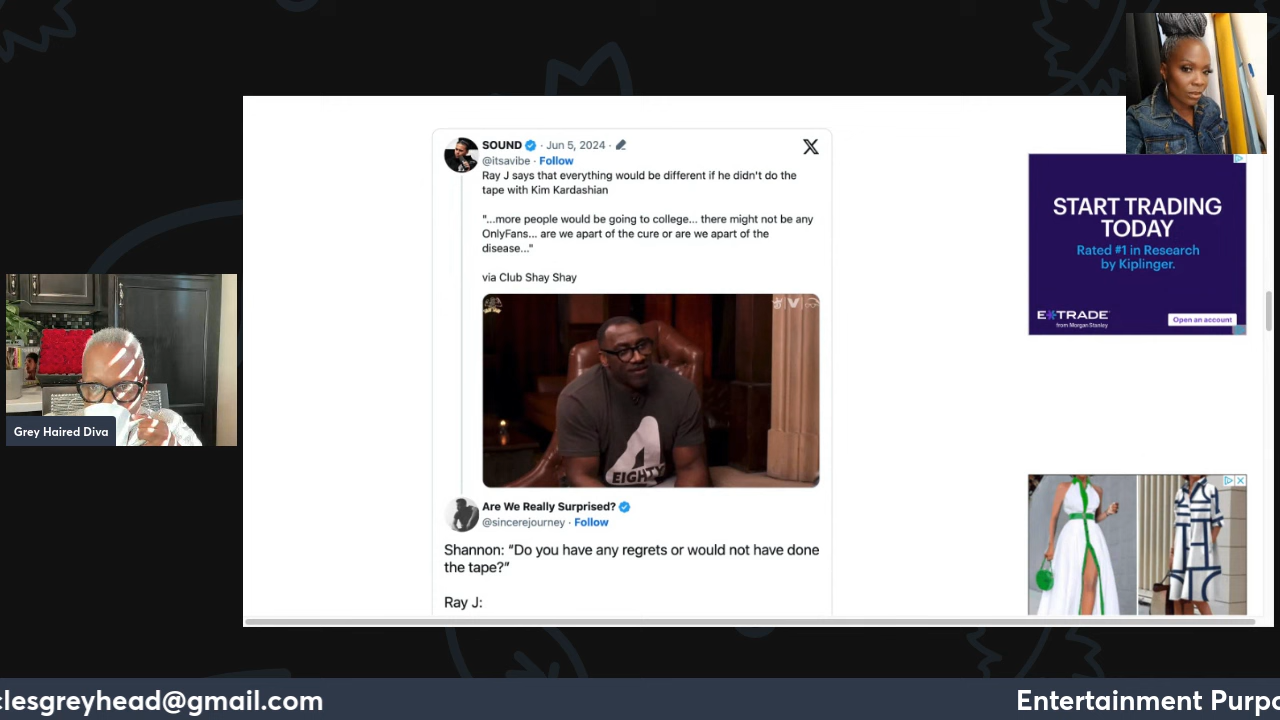 SOUND · Jun 5, 2024 ·
@itsavibe · Follow
Ray J says that everything would be different if he didn't do the
tape with Kim Kardashian
"...more people would be going to college... there might not be any
OnlyFans... are we apart of the cure or are we apart of the
disease..."
via Club Shay Shay
4
EIGHTY
Are We Really Surprised?
@sincerejourney · Follow
Shannon: “Do you have any regrets or would not have done
the tape?”
Ray J:
START TRADING
TODAY
Rated #1 in Research
by Kiplinger.
E*TRADE
from Morgan Stanley
Open an account
Grey Haired Diva
clesgreyhead@gmail.com
Entertainment Purpo